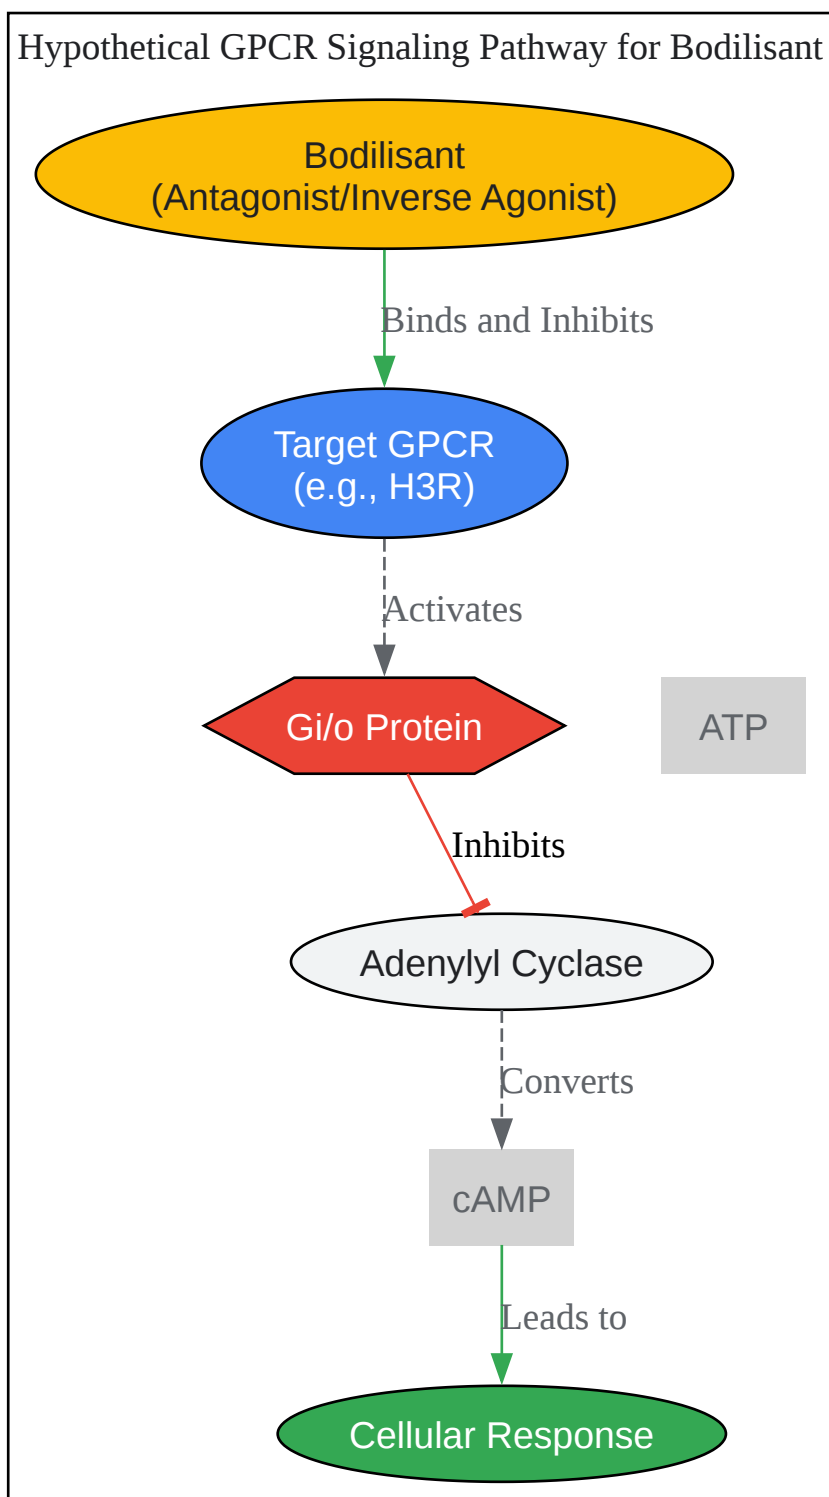 Hypothetical GPCR Signaling Pathway for Bodilisant
Bodilisant
(Antagonist/Inverse Agonist)
Binds and Inhibits
Target GPCR
(e.g., H3R)
Activates
Gi/o Protein
ATP
Inhibits
Adenylyl Cyclase
Converts
cAMP
Leads to
Cellular Response